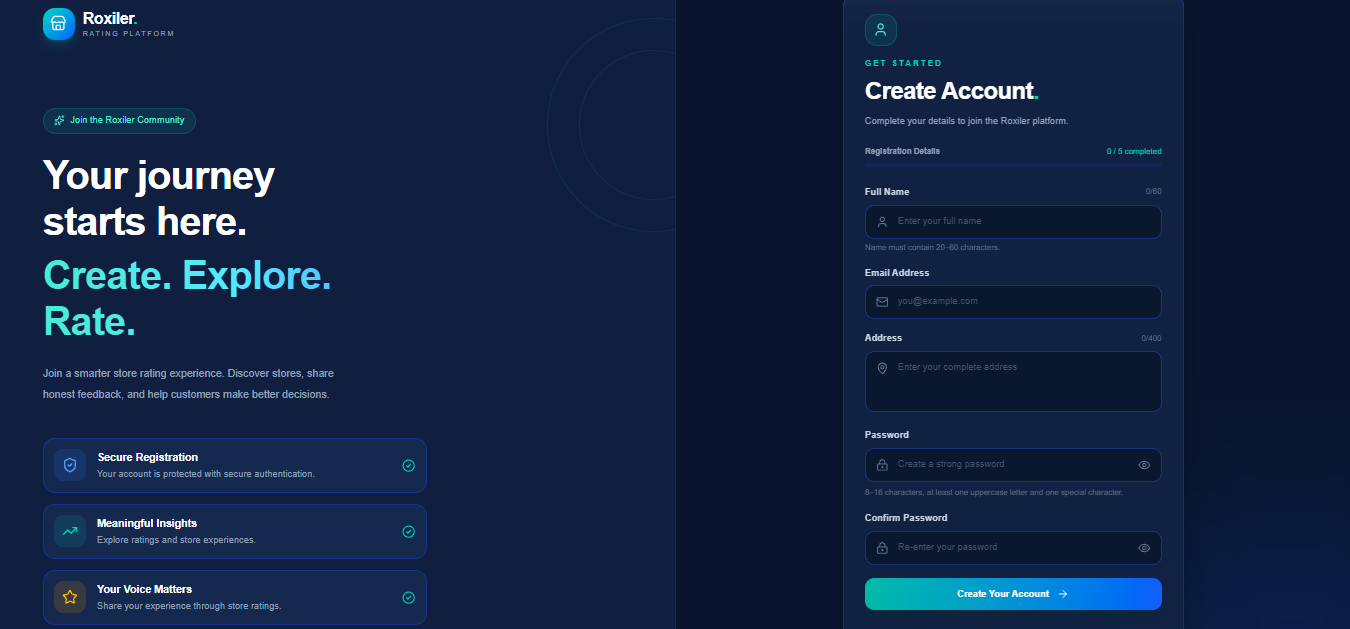 Roxiler.
RATING PLATFORM
Join the Roxiler Community
Your journey
starts here.
Create. Explore.
Rate.
Join a smarter store rating experience. Discover stores, share
honest feedback, and help customers make better decisions.
Secure Registration
Your account is protected with secure authentication.
Meaningful Insights
Explore ratings and store experiences.
Your Voice Matters
Share your experience through store ratings.
GET STARTED
Create Account.
Complete your details to join the Roxiler platform.
Registration Details 0 / 5 completed
Full Name 0/60
Enter your full name
Name must contain 20–60 characters.
Email Address
you@example.com
Address 0/400
Enter your complete address
Password
Create a strong password
8–16 characters, at least one uppercase letter and one special character.
Confirm Password
Re-enter your password
Create Your Account